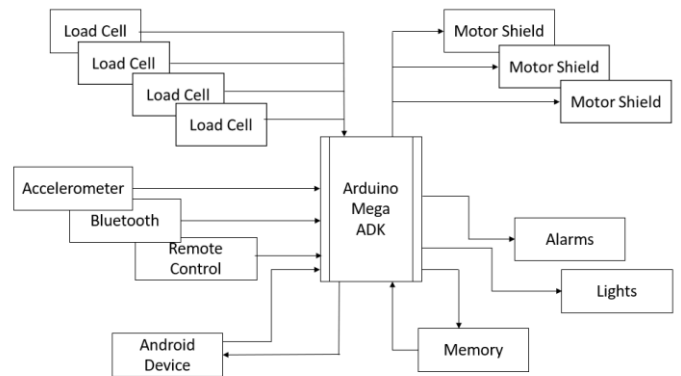 Load Cell
Load Cell
Load Cell
Load Cell
Motor Shield
Motor Shield
Motor Shield
Accelerometer
Bluetooth
Remote
Control
Arduino
Mega
ADK
Alarms
Lights
Android
Device
Memory